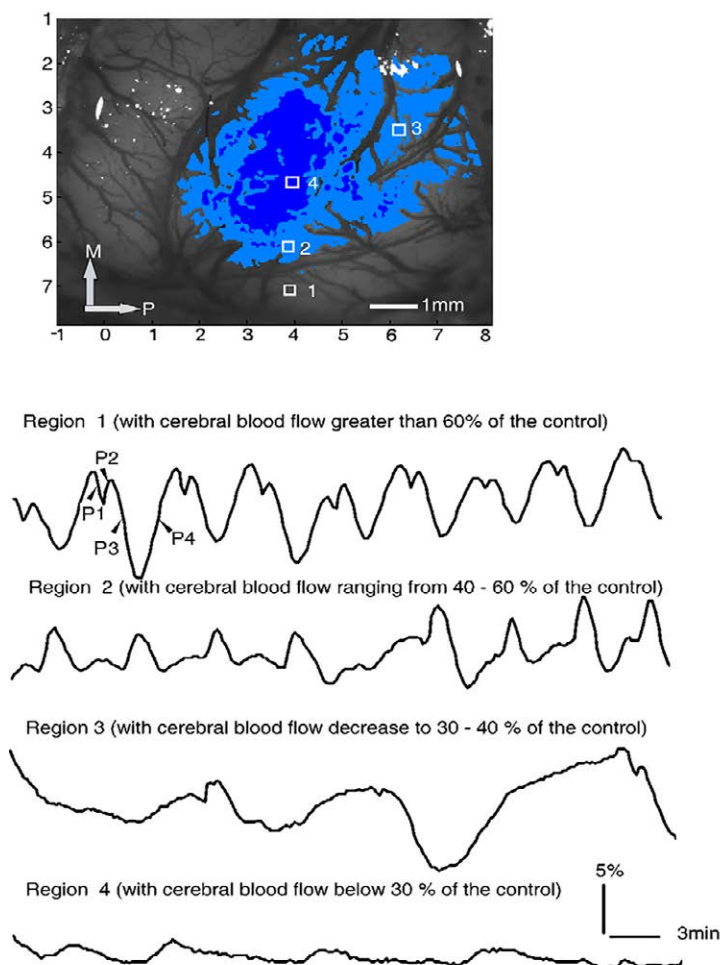 1
2
3
4
5
6
7
3
4
2
1
M
P
1mm
-1 0 1 2 3 4 5 6 7 8
Region 1 (with cerebral blood flow greater than 60% of the control)
P2
P1
P3 P4
Region 2 (with cerebral blood flow ranging from 40 - 60 % of the control)
Region 3 (with cerebral blood flow decrease to 30 - 40 % of the control)
Region 4 (with cerebral blood flow below 30 % of the control)
5%
3min